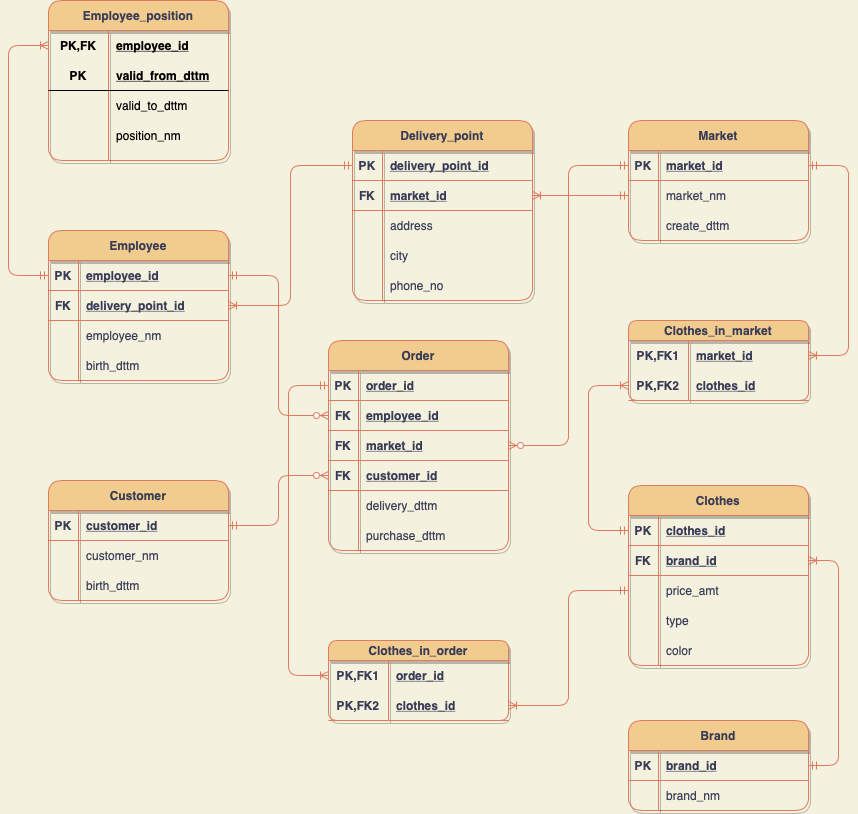 Employee_position
PK,FK employee_id
PK valid_from_dttm
valid_to_dttm
position_nm
Delivery_point
PK delivery_point_id
FK market_id
address
city
phone_no
Market
PK market_id
market_nm
create_dttm
Employee
PK employee_id
FK delivery_point_id
employee_nm
birth_dttm
Order
PK order_id
FK employee_id
FK market_id
FK customer_id
delivery_dttm
purchase_dttm
Clothes_in_market
PK,FK1 market_id
PK,FK2 clothes_id
Customer
PK customer_id
customer_nm
birth_dttm
Clothes
PK clothes_id
FK brand_id
price_amt
type
color
Clothes_in_order
PK,FK1 order_id
PK,FK2 clothes_id
Brand
PK brand_id
brand_nm